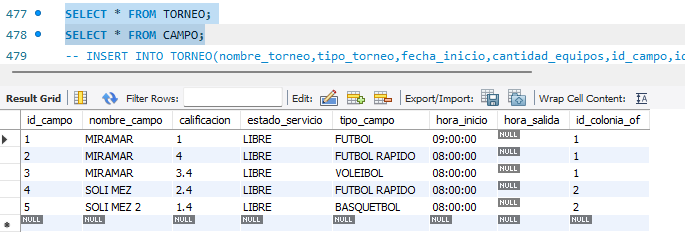 477 SELECT * FROM TORNEO;
478 SELECT * FROM CAMPO;
479 -- INSERT INTO TORNEO(nombre_torneo,tipo_torneo,fecha_inicio,cantidad_equipos,id_campo,id
Result Grid Filter Rows: Edit: Export/Import: Wrap Cell Content: IA
id_campo nombre_campo calificacion estado_servicio tipo_campo hora_inicio hora_salida id_colonia_of
1 MIRAMAR 1 LIBRE FUTBOL 09:00:00 NULL 1
2 MIRAMAR 4 LIBRE FUTBOL RAPIDO 08:00:00 NULL 1
3 MIRAMAR 3.4 LIBRE VOLEIBOL 08:00:00 NULL 1
4 SOLI MEZ 2.4 LIBRE FUTBOL RAPIDO 08:00:00 NULL 2
5 SOLI MEZ 2 1.4 LIBRE BASQUETBOL 08:00:00 NULL 2
NULL NULL NULL NULL NULL NULL NULL NULL